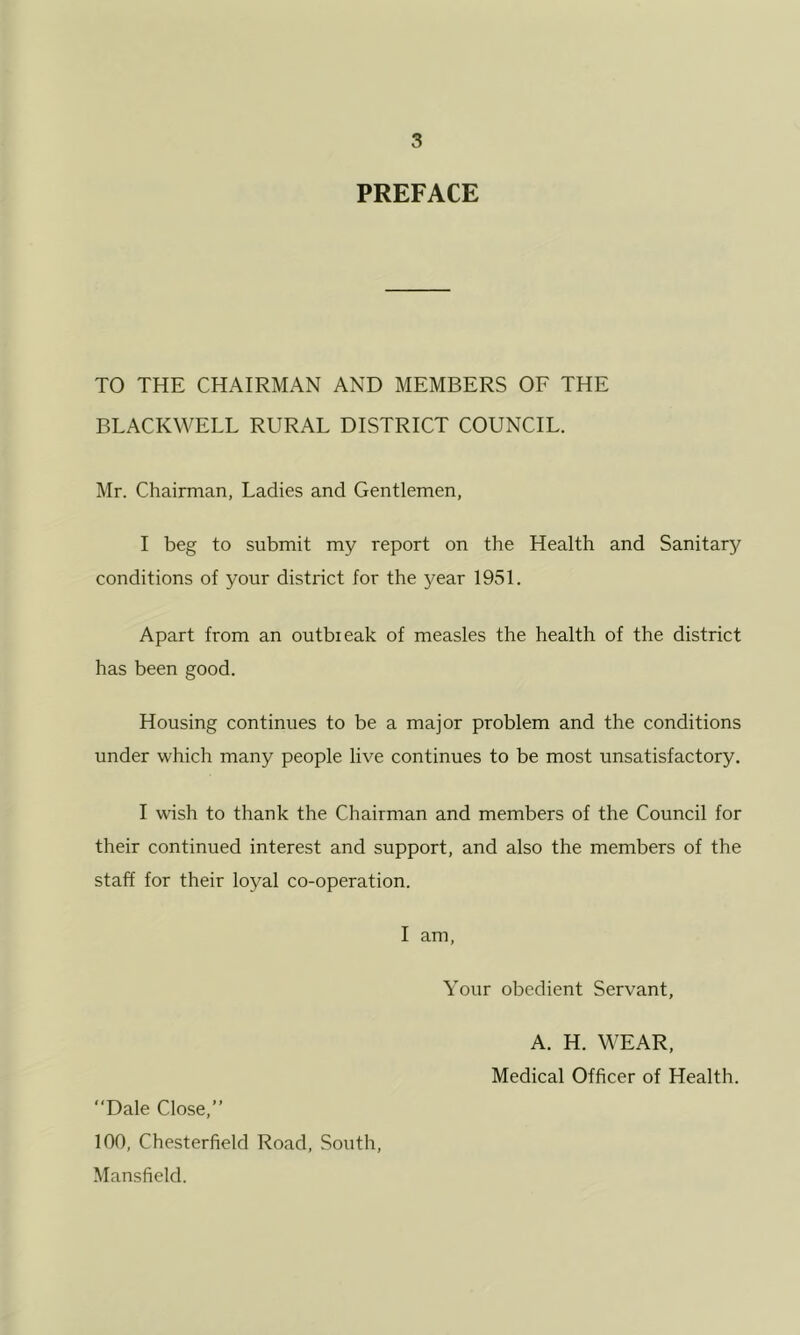 3
PREFACE
TO THE CHAIRMAN AND MEMBERS OF THE
BLACKWELL RURAL DISTRICT COUNCIL.
Mr. Chairman, Ladies and Gentlemen,
I beg to submit my report on the Health and Sanitary
conditions of your district for the year 1951.
Apart from an outbreak of measles the health of the district
has been good.
Housing continues to be a major problem and the conditions
under which many people live continues to be most unsatisfactory.
I wish to thank the Chairman and members of the Council for
their continued interest and support, and also the members of the
staff for their loyal co-operation.
I am,
Your obedient Servant,
A. H. WEAR,
Medical Officer of Health.
"Dale Close,"
100, Chesterfield Road, South,
Mansfield.